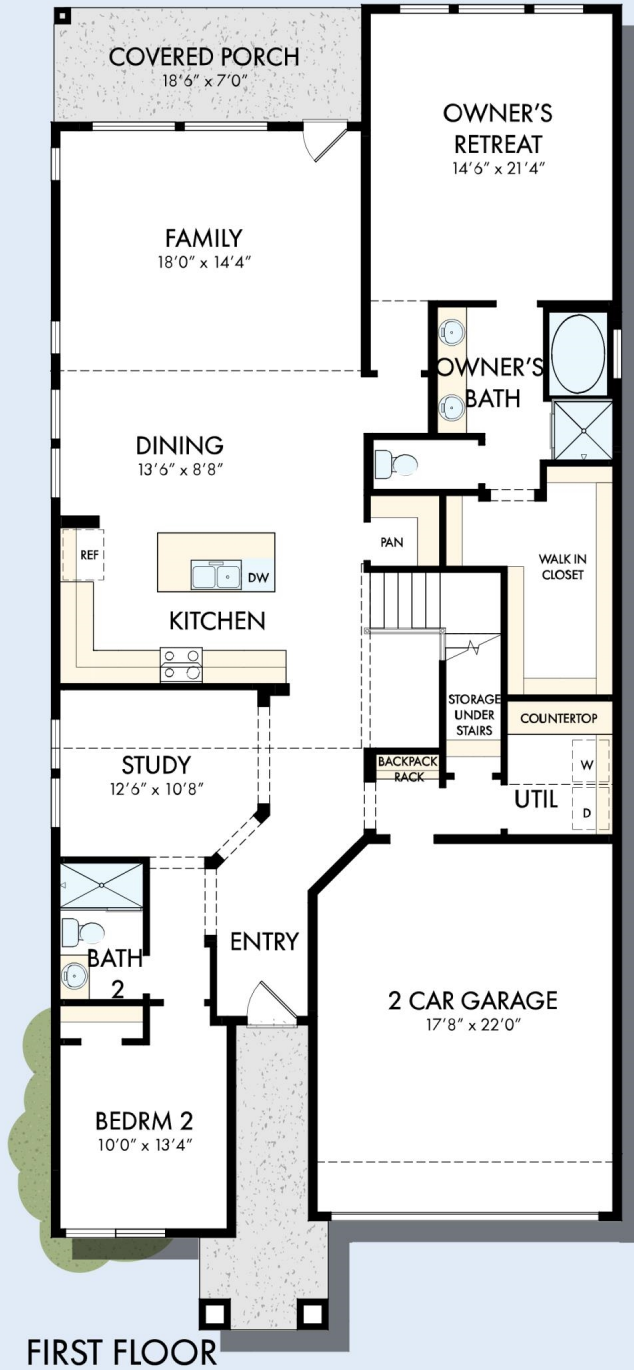 COVERED PORCH
18'6" x 7'0"
OWNER'S
RETREAT
14'6" x 21'4"
FAMILY
18'0" x 14'4"
OWNER'S
BATH
DINING
13'6" x 8'8"
REF
PAN
DW
WALK IN
CLOSET
KITCHEN
STORAGE
UNDER
STAIRS
COUNTERTOP
STUDY
12'6" x 10'8"
BACKPACK
RACK
W
UTIL
D
ENTRY
BATH
2
2 CAR GARAGE
17'8" x 22'0"
BEDRM 2
10'0" x 13'4"
FIRST FLOOR